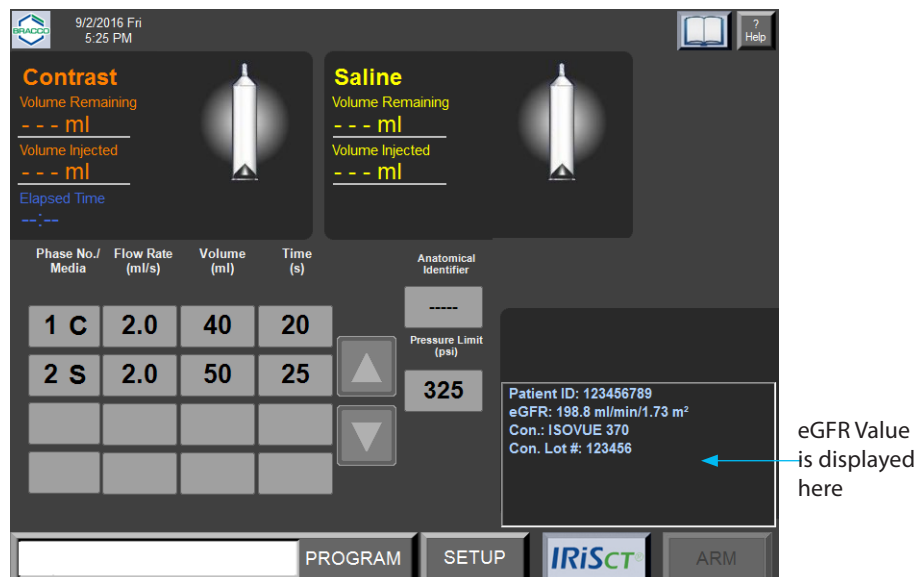 BRACCO
9/2/2016 Fri
5:25 PM
?
Help
Contrast
Volume Remaining
- - - ml
Volume Injected
- - - ml
Elapsed Time
--:--
Saline
Volume Remaining
- - - ml
Volume Injected
- - - ml
Phase No./
Media
Flow Rate
(ml/s)
Volume
(ml)
Time
(s)
1 C 2.0 40 20
2 S 2.0 50 25
Anatomical
Identifier
-----
Pressure Limit
(psi)
325
Patient ID: 123456789
eGFR: 198.8 ml/min/1.73 m²
Con.: ISOVUE 370
Con. Lot #: 123456
eGFR Value
is displayed
here
PROGRAM
SETUP
IRiSCT®
ARM